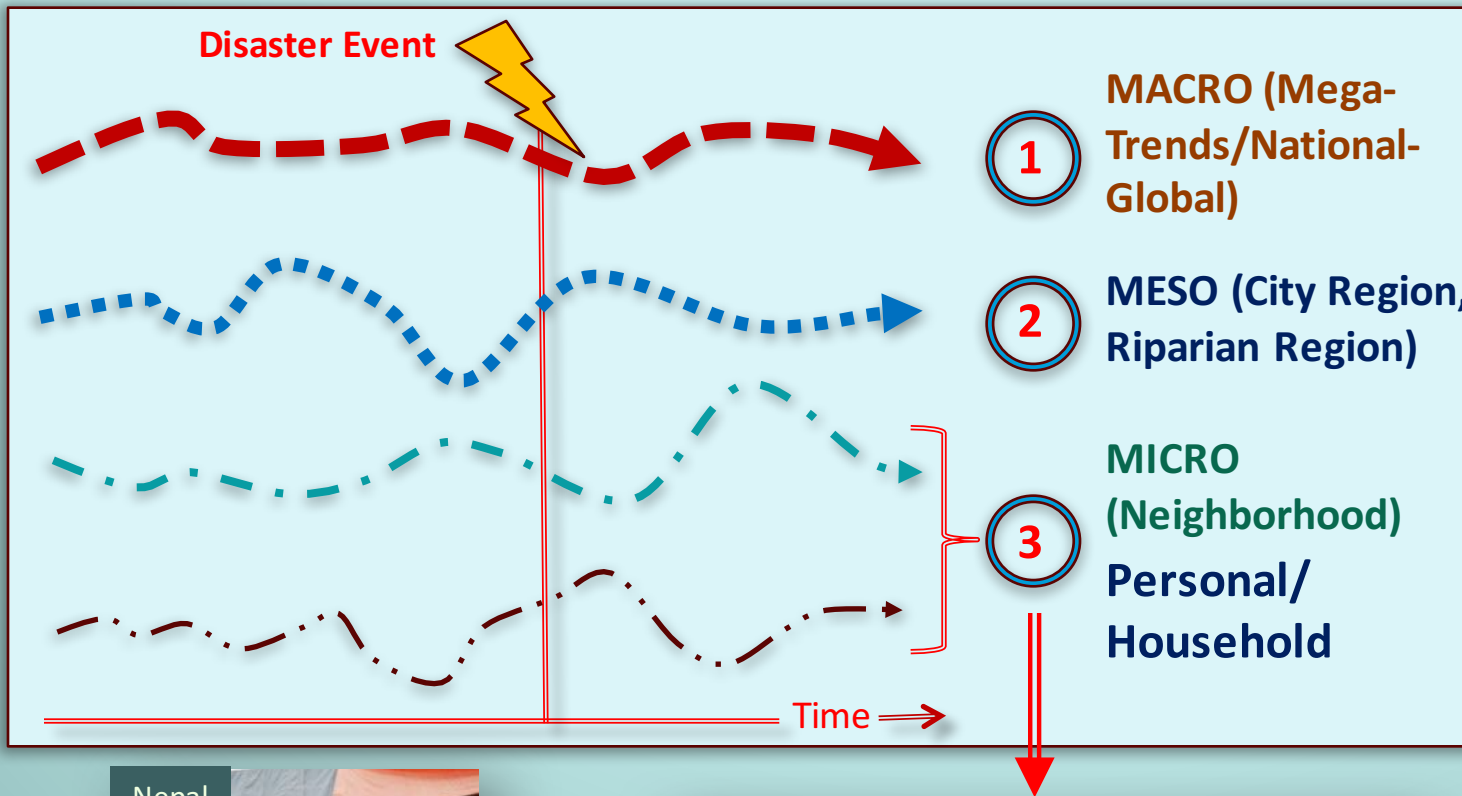 Disaster Event
MACRO (Mega-
Trends/National-
Global)
1
MESO (City Region,
Riparian Region)
2
MICRO
(Neighborhood)
Personal/
Household
3
Time
Nepal